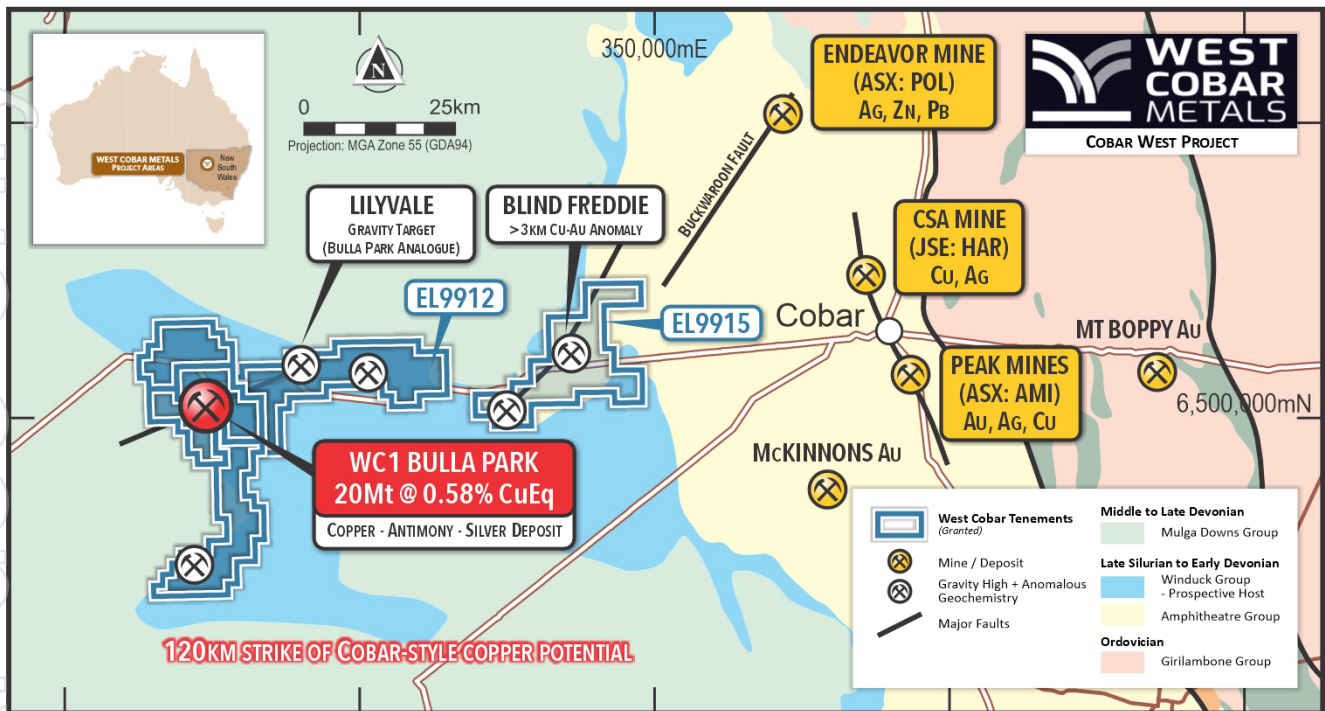 350,000mE
ENDEAVOR MINE
(ASX: POL)
AG, ZN, PB
WEST
COBAR
METALS
COBAR WEST PROJECT
N
0 25km
Projection: MGA Zone 55 (GDA94)
WEST COBAR METALS
PROJECT AREAS
New
South
Wales
BUCKWAROON FAULT
LILYVALE
GRAVITY TARGET
(BULLA PARK ANALOGUE)
BLIND FREDDIE
>3KM CU-AU ANOMALY
CSA MINE
(JSE: HAR)
CU, AG
EL9912
EL9915
Cobar
MT BOPPY AU
PEAK MINES
(ASX: AMI)
AU, AG, CU
6,500,000mN
WC1 BULLA PARK
20Mt @ 0.58% CuEq
COPPER - ANTIMONY - SILVER DEPOSIT
MCKINNONS AU
120KM STRIKE OF COBAR-STYLE COPPER POTENTIAL
West Cobar Tenements
(Granted)
Mine / Deposit
Gravity High + Anomalous
Geochemistry
Major Faults
Middle to Late Devonian
Mulga Downs Group
Late Silurian to Early Devonian
Winduck Group
- Prospective Host
Amphitheatre Group
Ordovician
Girilambone Group